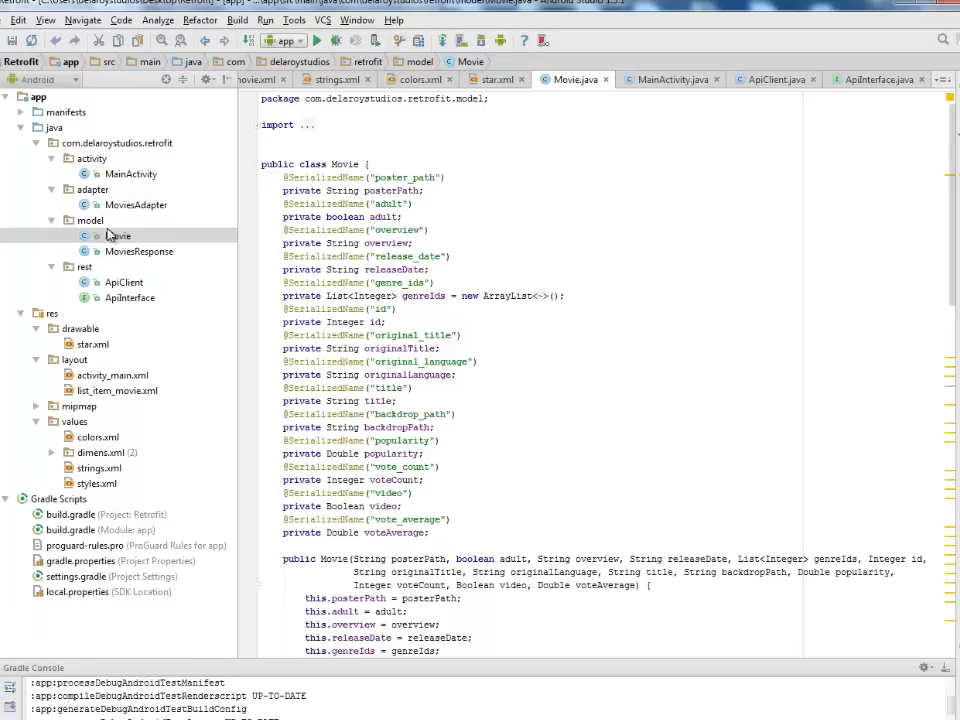 Edit View Navigate Code Analyze Refactor Build Run Tools VCS Window Help
app
Retrofit app src main java com delaroystudios retrofit model Movie
Android
movie.xml strings.xml colors.xml star.xml Movie.java MainActivity.java ApiClient.java ApiInterface.java
app
manifests
java
com.delaroystudios.retrofit
activity
MainActivity
adapter
MoviesAdapter
model
Movie
MoviesResponse
rest
ApiClient
ApiInterface
res
drawable
star.xml
layout
activity_main.xml
list_item_movie.xml
mipmap
values
colors.xml
dimens.xml (2)
strings.xml
styles.xml
Gradle Scripts
build.gradle (Project: Retrofit)
build.gradle (Module: app)
proguard-rules.pro (ProGuard Rules for app)
gradle.properties (Project Properties)
settings.gradle (Project Settings)
local.properties (SDK Location)
package com.delaroystudios.retrofit.model;
import ...
public class Movie {
@SerializedName("poster_path")
private String posterPath;
@SerializedName("adult")
private boolean adult;
@SerializedName("overview")
private String overview;
@SerializedName("release_date")
private String releaseDate;
@SerializedName("genre_ids")
private List<Integer> genreIds = new ArrayList<~>();
@SerializedName("id")
private Integer id;
@SerializedName("original_title")
private String originalTitle;
@SerializedName("original_language")
private String originalLanguage;
@SerializedName("title")
private String title;
@SerializedName("backdrop_path")
private String backdropPath;
@SerializedName("popularity")
private Double popularity;
@SerializedName("vote_count")
private Integer voteCount;
@SerializedName("video")
private Boolean video;
@SerializedName("vote_average")
private Double voteAverage;
public Movie(String posterPath, boolean adult, String overview, String releaseDate, List<Integer> genreIds, Integer id,
String originalTitle, String originalLanguage, String title, String backdropPath, Double popularity,
Integer voteCount, Boolean video, Double voteAverage) {
this.posterPath = posterPath;
this.adult = adult;
this.overview = overview;
this.releaseDate = releaseDate;
this.genreIds = genreIds;
Gradle Console
:app:processDebugAndroidTestManifest
:app:compileDebugAndroidTestRenderscript UP-TO-DATE
:app:generateDebugAndroidTestBuildConfig